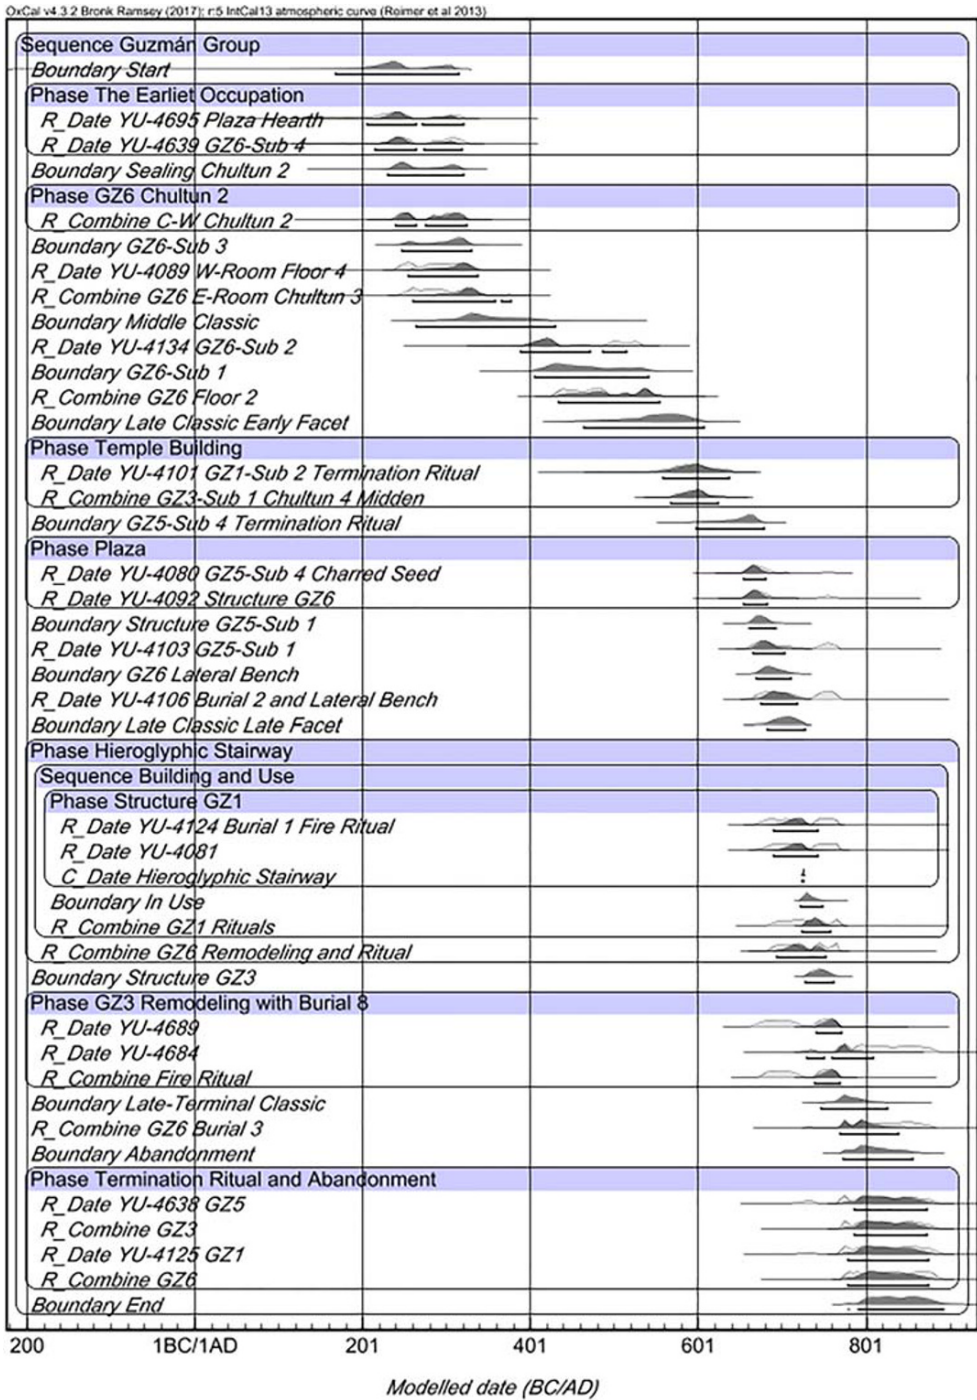 OxCal v4.3.2 Bronk Ramsey (2017); r:5 IntCal13 atmospheric curve (Reimer et al 2013)
Sequence Guzmán Group
Boundary Start
Phase The Earliet Occupation
R_Date YU-4695 Plaza Hearth
R_Date YU-4639 GZ6-Sub 4
Boundary Sealing Chultun 2
Phase GZ6 Chultun 2
R_Combine C-W Chultun 2
Boundary GZ6-Sub 3
R_Date YU-4089 W-Room Floor 4
R_Combine GZ6 E-Room Chultun 3
Boundary Middle Classic
R_Date YU-4134 GZ6-Sub 2
Boundary GZ6-Sub 1
R_Combine GZ6 Floor 2
Boundary Late Classic Early Facet
Phase Temple Building
R_Date YU-4101 GZ1-Sub 2 Termination Ritual
R_Combine GZ3-Sub 1 Chultun 4 Midden
Boundary GZ5-Sub 4 Termination Ritual
Phase Plaza
R_Date YU-4080 GZ5-Sub 4 Charred Seed
R_Date YU-4092 Structure GZ6
Boundary Structure GZ5-Sub 1
R_Date YU-4103 GZ5-Sub 1
Boundary GZ6 Lateral Bench
R_Date YU-4106 Burial 2 and Lateral Bench
Boundary Late Classic Late Facet
Phase Hieroglyphic Stairway
Sequence Building and Use
Phase Structure GZ1
R_Date YU-4124 Burial 1 Fire Ritual
R_Date YU-4081
C_Date Hieroglyphic Stairway
Boundary In Use
R_Combine GZ1 Rituals
R_Combine GZ6 Remodeling and Ritual
Boundary Structure GZ3
Phase GZ3 Remodeling with Burial 8
R_Date YU-4689
R_Date YU-4684
R_Combine Fire Ritual
Boundary Late-Terminal Classic
R_Combine GZ6 Burial 3
Boundary Abandonment
Phase Termination Ritual and Abandonment
R_Date YU-4638 GZ5
R_Combine GZ3
R_Date YU-4125 GZ1
R_Combine GZ6
Boundary End
200 1BC/1AD 201 401 601 801
Modelled date (BC/AD)